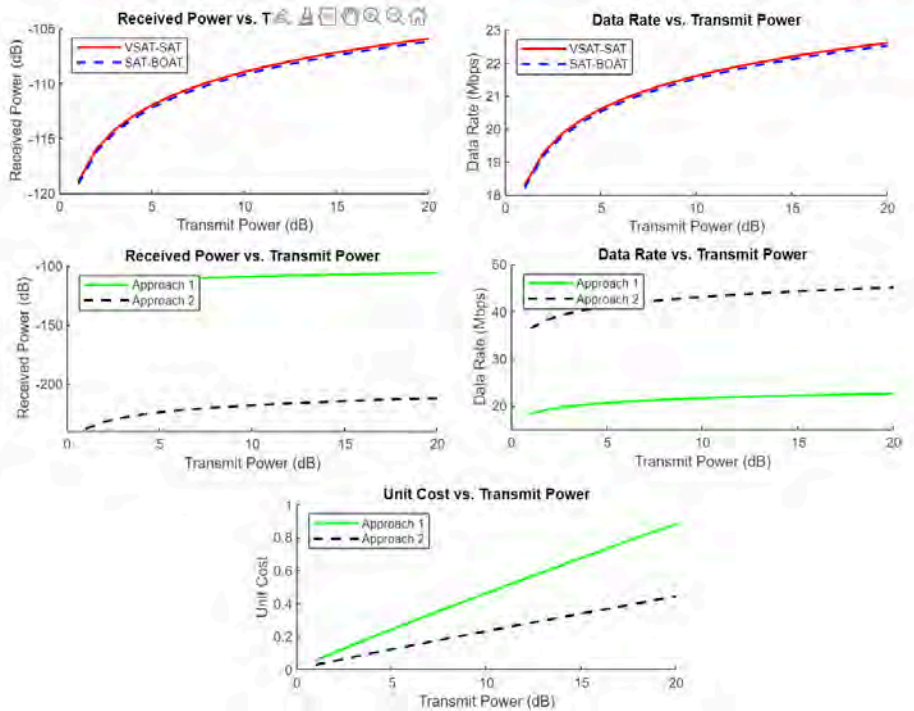 Received Power vs. T
-105
-110
-115
-120
Received Power (dB)
VSAT-SAT
SAT-BOAT
0 5 10 15 20
Transmit Power (dB)
Data Rate vs. Transmit Power
23
22
21
20
19
18
Data Rate (Mbps)
VSAT-SAT
SAT-BOAT
0 5 10 15 20
Transmit Power (dB)
Received Power vs. Transmit Power
-100
-150
-200
Received Power (dB)
Approach 1
Approach 2
0 5 10 15 20
Transmit Power (dB)
Data Rate vs. Transmit Power
50
40
30
20
Data Rate (Mbps)
Approach 1
Approach 2
0 5 10 15 20
Transmit Power (dB)
Unit Cost vs. Transmit Power
1
0.8
0.6
0.4
0.2
0
Unit Cost
Approach 1
Approach 2
0 5 10 15 20
Transmit Power (dB)